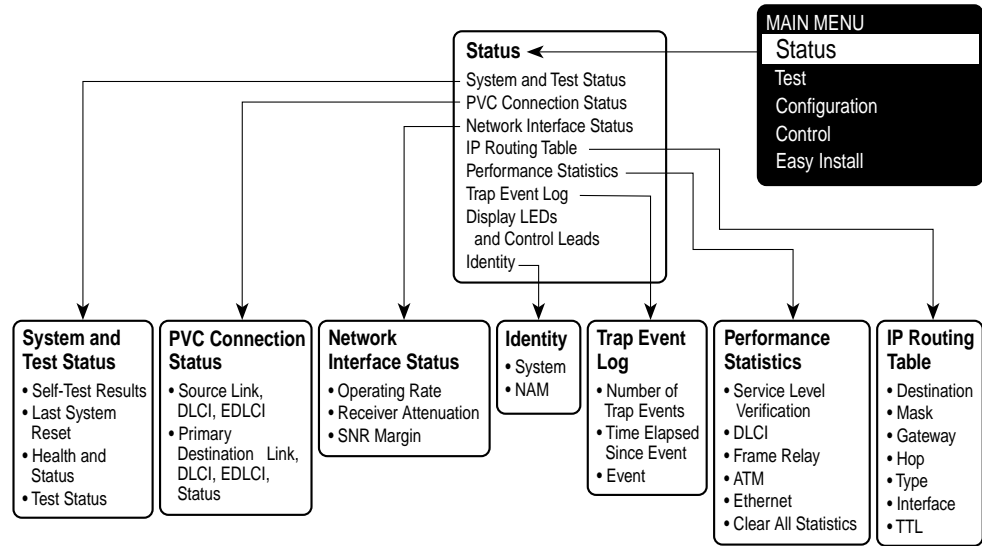 MAIN MENU
Status
Test
Configuration
Control
Easy Install
Status
System and Test Status
PVC Connection Status
Network Interface Status
IP Routing Table
Performance Statistics
Trap Event Log
Display LEDs
and Control Leads
Identity
System and
Test Status
• Self-Test Results
• Last System
Reset
• Health and
Status
• Test Status
PVC Connection
Status
• Source Link,
DLCI, EDLCI
• Primary
Destination Link,
DLCI, EDLCI,
Status
Network
Interface Status
• Operating Rate
• Receiver Attenuation
• SNR Margin
Identity
• System
• NAM
Trap Event
Log
• Number of
Trap Events
• Time Elapsed
Since Event
• Event
Performance
Statistics
• Service Level
Verification
• DLCI
• Frame Relay
• ATM
• Ethernet
• Clear All Statistics
IP Routing
Table
• Destination
• Mask
• Gateway
• Hop
• Type
• Interface
• TTL